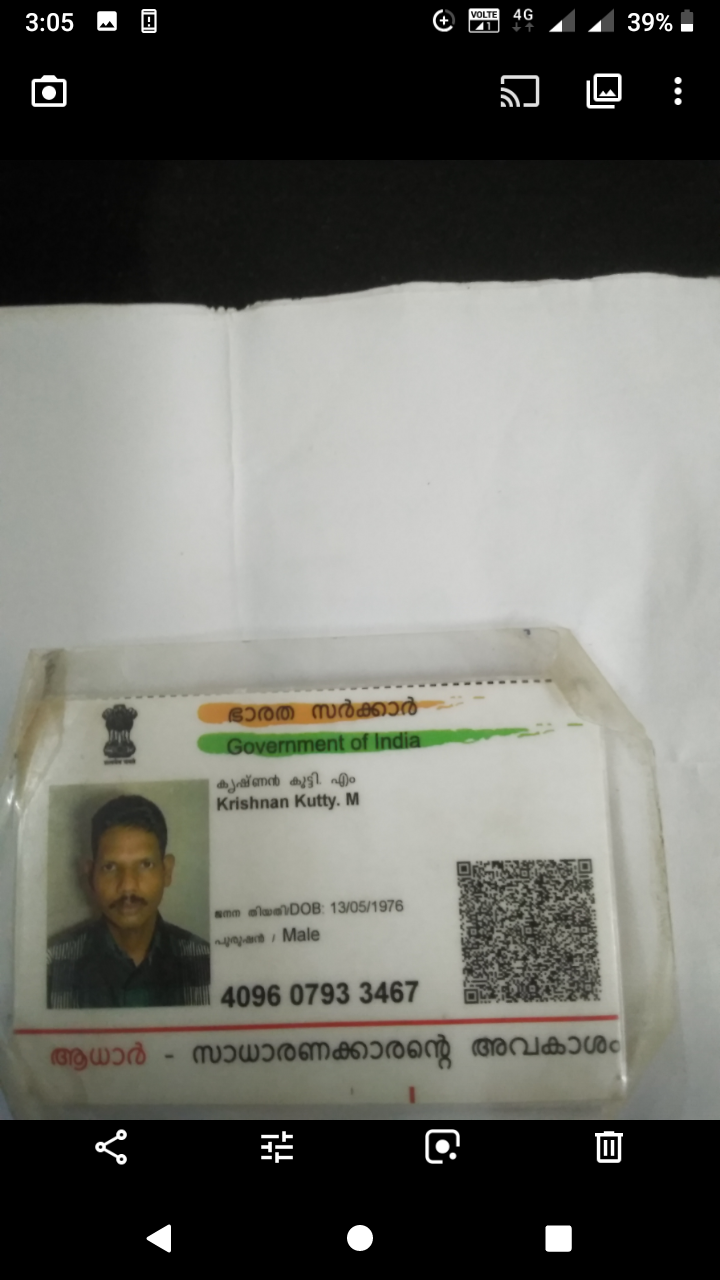 3:05
VOLTE
1
4G
39%
ഭാരത സർക്കാർ
Government of India
കൃഷ്ണൻ കുട്ടി. എം
Krishnan Kutty. M
ജനന തിയതി/DOB: 13/05/1976
പുരുഷൻ / Male
4096 0793 3467
ആധാർ - സാധാരണക്കാരന്റെ അവകാശം